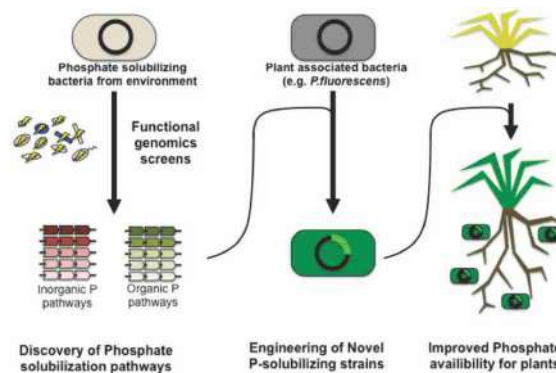 Phosphate solubilizing
bacteria from environment
Functional
genomics
screens
Inorganic P
pathways
Organic P
pathways
Discovery of Phosphate
solubilization pathways
Plant associated bacteria
(e.g. P.fluorescens)
Engineering of Novel
P-solubilizing strains
Improved Phosphate
availibility for plants